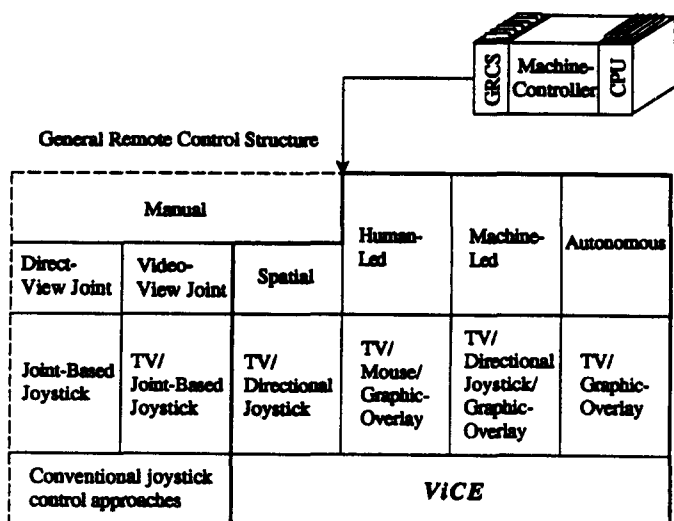 GRCS
Machine-
Controller
CPU
General Remote Control Structure
Manual
Human-
Led
Machine-
Led
Autonomous
Direct-
View Joint
Video-
View Joint
Spatial
Joint-Based
Joystick
TV/
Joint-Based
Joystick
TV/
Directional
Joystick
TV/
Mouse/
Graphic-
Overlay
TV/
Directional
Joystick/
Graphic-
Overlay
TV/
Graphic-
Overlay
Conventional joystick
control approaches
ViCE